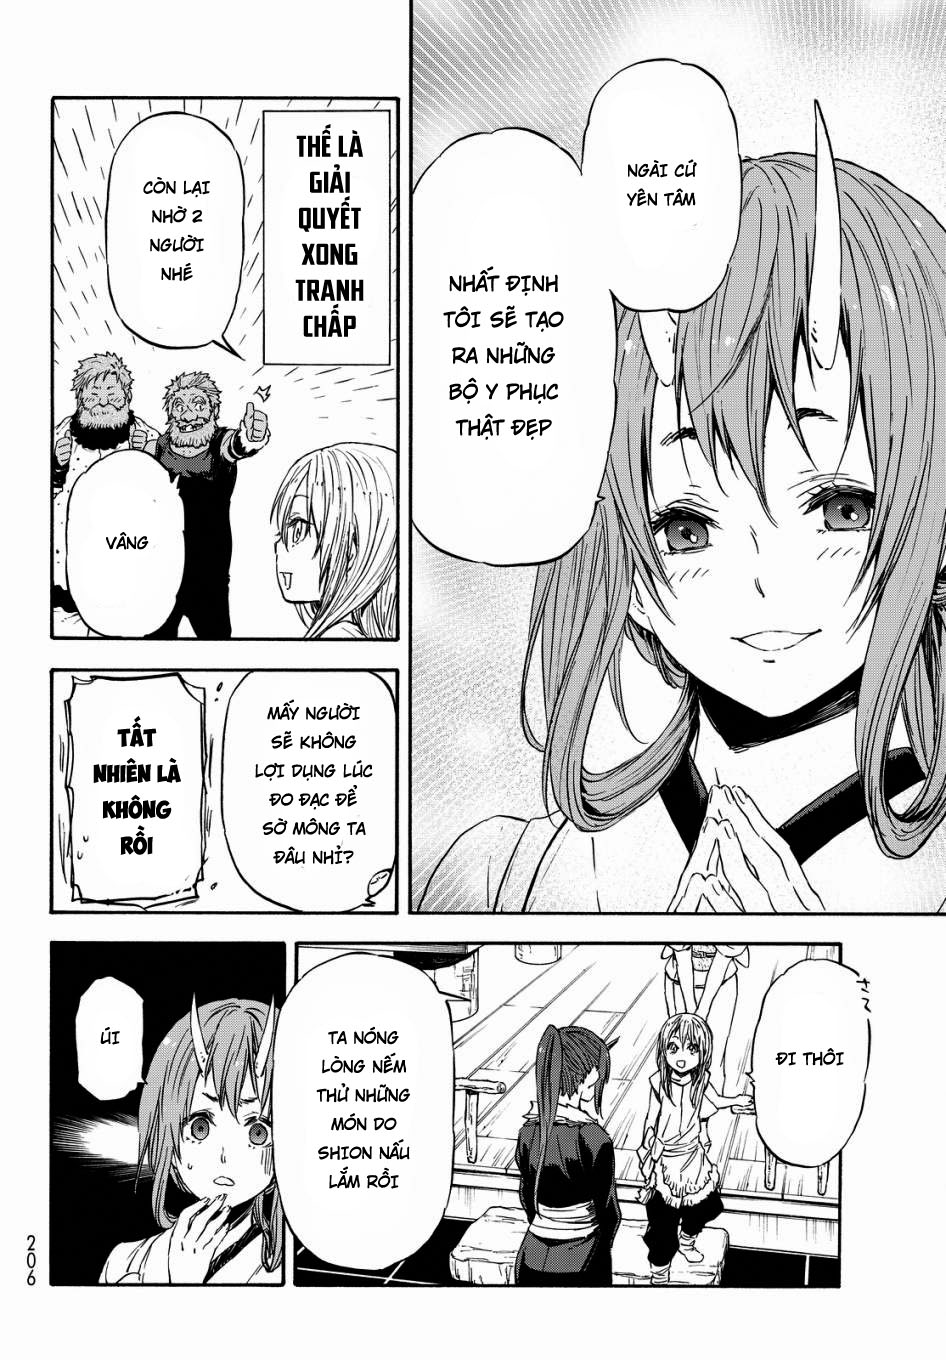 NGÀI CỨ
YÊN TÂM
NHẤT ĐỊNH
TÔI SẼ TẠO
RA NHỮNG
BỘ Y PHỤC
THẬT ĐẸP
THẾ LÀ
GIẢI
QUYẾT
XONG
TRANH
CHẤP
CÒN LẠI
NHỜ 2
NGƯỜI
NHÉ
VÂNG
MẤY NGƯỜI
SẼ KHÔNG
LỢI DỤNG LÚC
ĐO ĐẠC ĐỂ
SỜ MÔNG TA
ĐÂU NHỈ?
TẤT
NHIÊN LÀ
KHÔNG
RỒI
ĐI THÔI
TA NÓNG
LÒNG NẾM
THỬ NHỮNG
MÓN DO
SHION NẤU
LẮM RỒI
ÚI
206